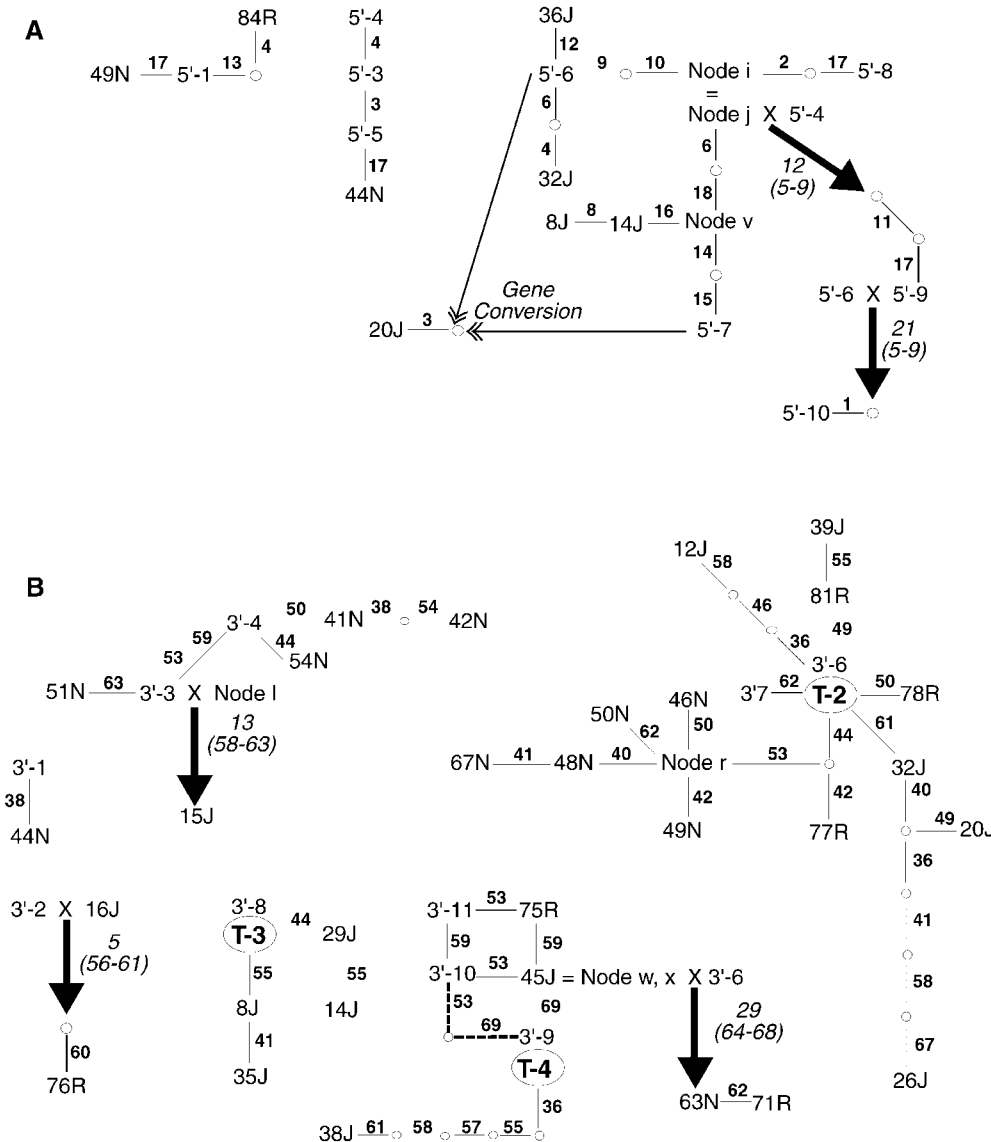 A
84R 5'-4 36J
4 4 12
49N 17 5'-1 13 5'-3 5'-6 9 10 Node i 2 17 5'-8
=
3 6 Node j X 5'-4
5'-5 6 12
(5-9)
17 4
44N 32J 18 11
8J 8 14J 16 Node v
14 17
15 5'-6 X 5'-9
Gene
Conversion
20J 3 5'-7 21
(5-9)
5'-10 1
B
39J
12J 58 55
46 81R
50 41N 38 54 42N
3'-4 36 49
59 44 54N 3'-6
53
51N 63 3'-3 X Node l 3'7 62 T-2 50 78R
46N
50N 50 61
13
(58-63)
62 44
67N 41 48N 40 Node r 53 32J
3'-1
38 42 42 40
15J
44N 49N 77R 49 20J
36
3'-2 X 16J 3'-8 44 3'-11 53 75R
T-3 29J 41
5
(56-61)
59 59
55 55 3'-10 53 45J = Node w, x X 3'-6
8J 14J 53 69 29
(64-68)
58
41 69 3'-9
60 T-4 67
76R 35J 26J
36 63N 62 71R
38J 61 58 57 55